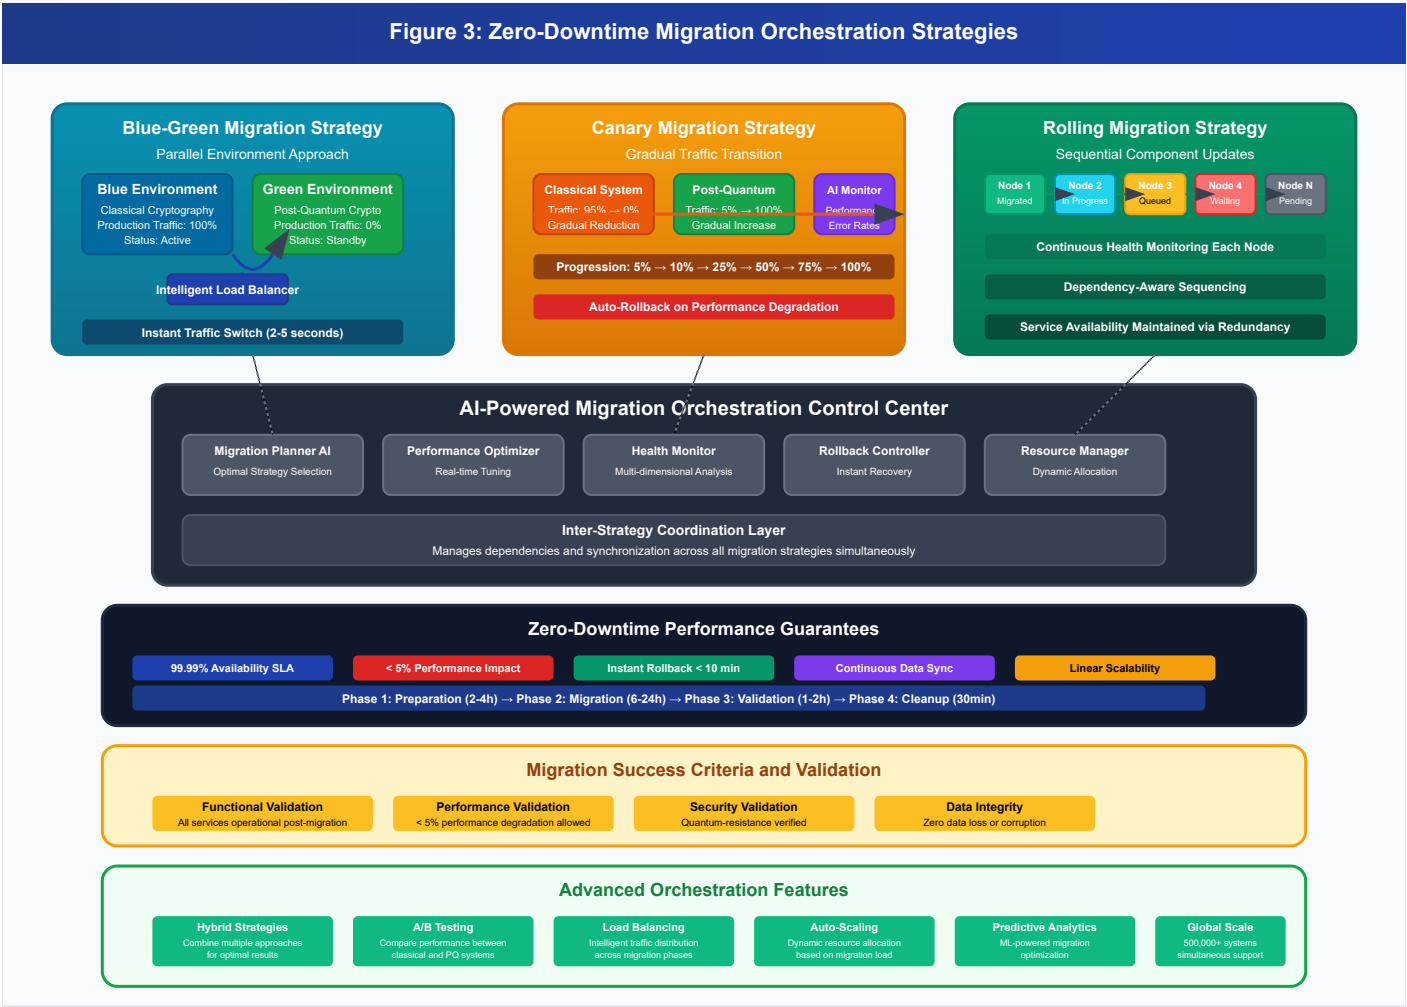 Figure 3: Zero-Downtime Migration Orchestration Strategies
Blue-Green Migration Strategy
Parallel Environment Approach
Blue Environment
Classical Cryptography
Production Traffic: 100%
Status: Active
Green Environment
Post-Quantum Crypto
Production Traffic: 0%
Status: Standby
Intelligent Load Balancer
Instant Traffic Switch (2-5 seconds)
Canary Migration Strategy
Gradual Traffic Transition
Classical System
Traffic: 95% → 0%
Gradual Reduction
Post-Quantum
Traffic: 5% → 100%
Gradual Increase
AI Monitor
Error Rates
Progression: 5% → 10% → 25% → 50% → 75% → 100%
Auto-Rollback on Performance Degradation
Rolling Migration Strategy
Sequential Component Updates
Node 1
Migrated
Node 2
In Progress
Node 3
Queued
Node 4
Waiting
Node N
Pending
Continuous Health Monitoring Each Node
Dependency-Aware Sequencing
Service Availability Maintained via Redundancy
AI-Powered Migration Orchestration Control Center
Migration Planner AI
Optimal Strategy Selection
Performance Optimizer
Real-time Tuning
Health Monitor
Multi-dimensional Analysis
Rollback Controller
Instant Recovery
Resource Manager
Dynamic Allocation
Inter-Strategy Coordination Layer
Manages dependencies and synchronization across all migration strategies simultaneously
Zero-Downtime Performance Guarantees
99.99% Availability SLA
< 5% Performance Impact
Instant Rollback < 10 min
Continuous Data Sync
Linear Scalability
Phase 1: Preparation (2-4h) → Phase 2: Migration (6-24h) → Phase 3: Validation (1-2h) → Phase 4: Cleanup (30min)
Migration Success Criteria and Validation
Functional Validation
All services operational post-migration
Performance Validation
< 5% performance degradation allowed
Security Validation
Quantum-resistance verified
Data Integrity
Zero data loss or corruption
Advanced Orchestration Features
Hybrid Strategies
Combine multiple approaches
for optimal results
A/B Testing
Compare performance between
classical and PQ systems
Load Balancing
Intelligent traffic distribution
across migration phases
Auto-Scaling
Dynamic resource allocation
based on migration load
Predictive Analytics
ML-powered migration
optimization
Global Scale
500,000+ systems
simultaneous support